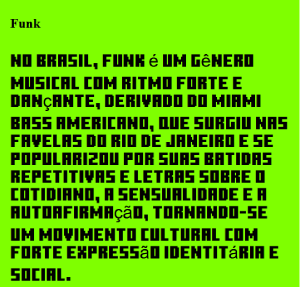 Funk
NO BRASIL, FUNK é UM GêNERO
MUSICAL COM RITMO FORTE E
DANçANTE, DERIVADO DO MIAMI
BASS AMERICANO, QUE SURGIU NAS
FAVELAS DO RIO DE JANEIRO E SE
POPULARIZOU POR SUAS BATIDAS
REPETITIVAS E LETRAS SOBRE O
COTIDIANO, A SENSUALIDADE E A
AUTOAFIRMAçãO, TORNANDO-SE
UM MOVIMENTO CULTURAL COM
FORTE EXPRESSãO IDENTITáRIA E
SOCIAL.